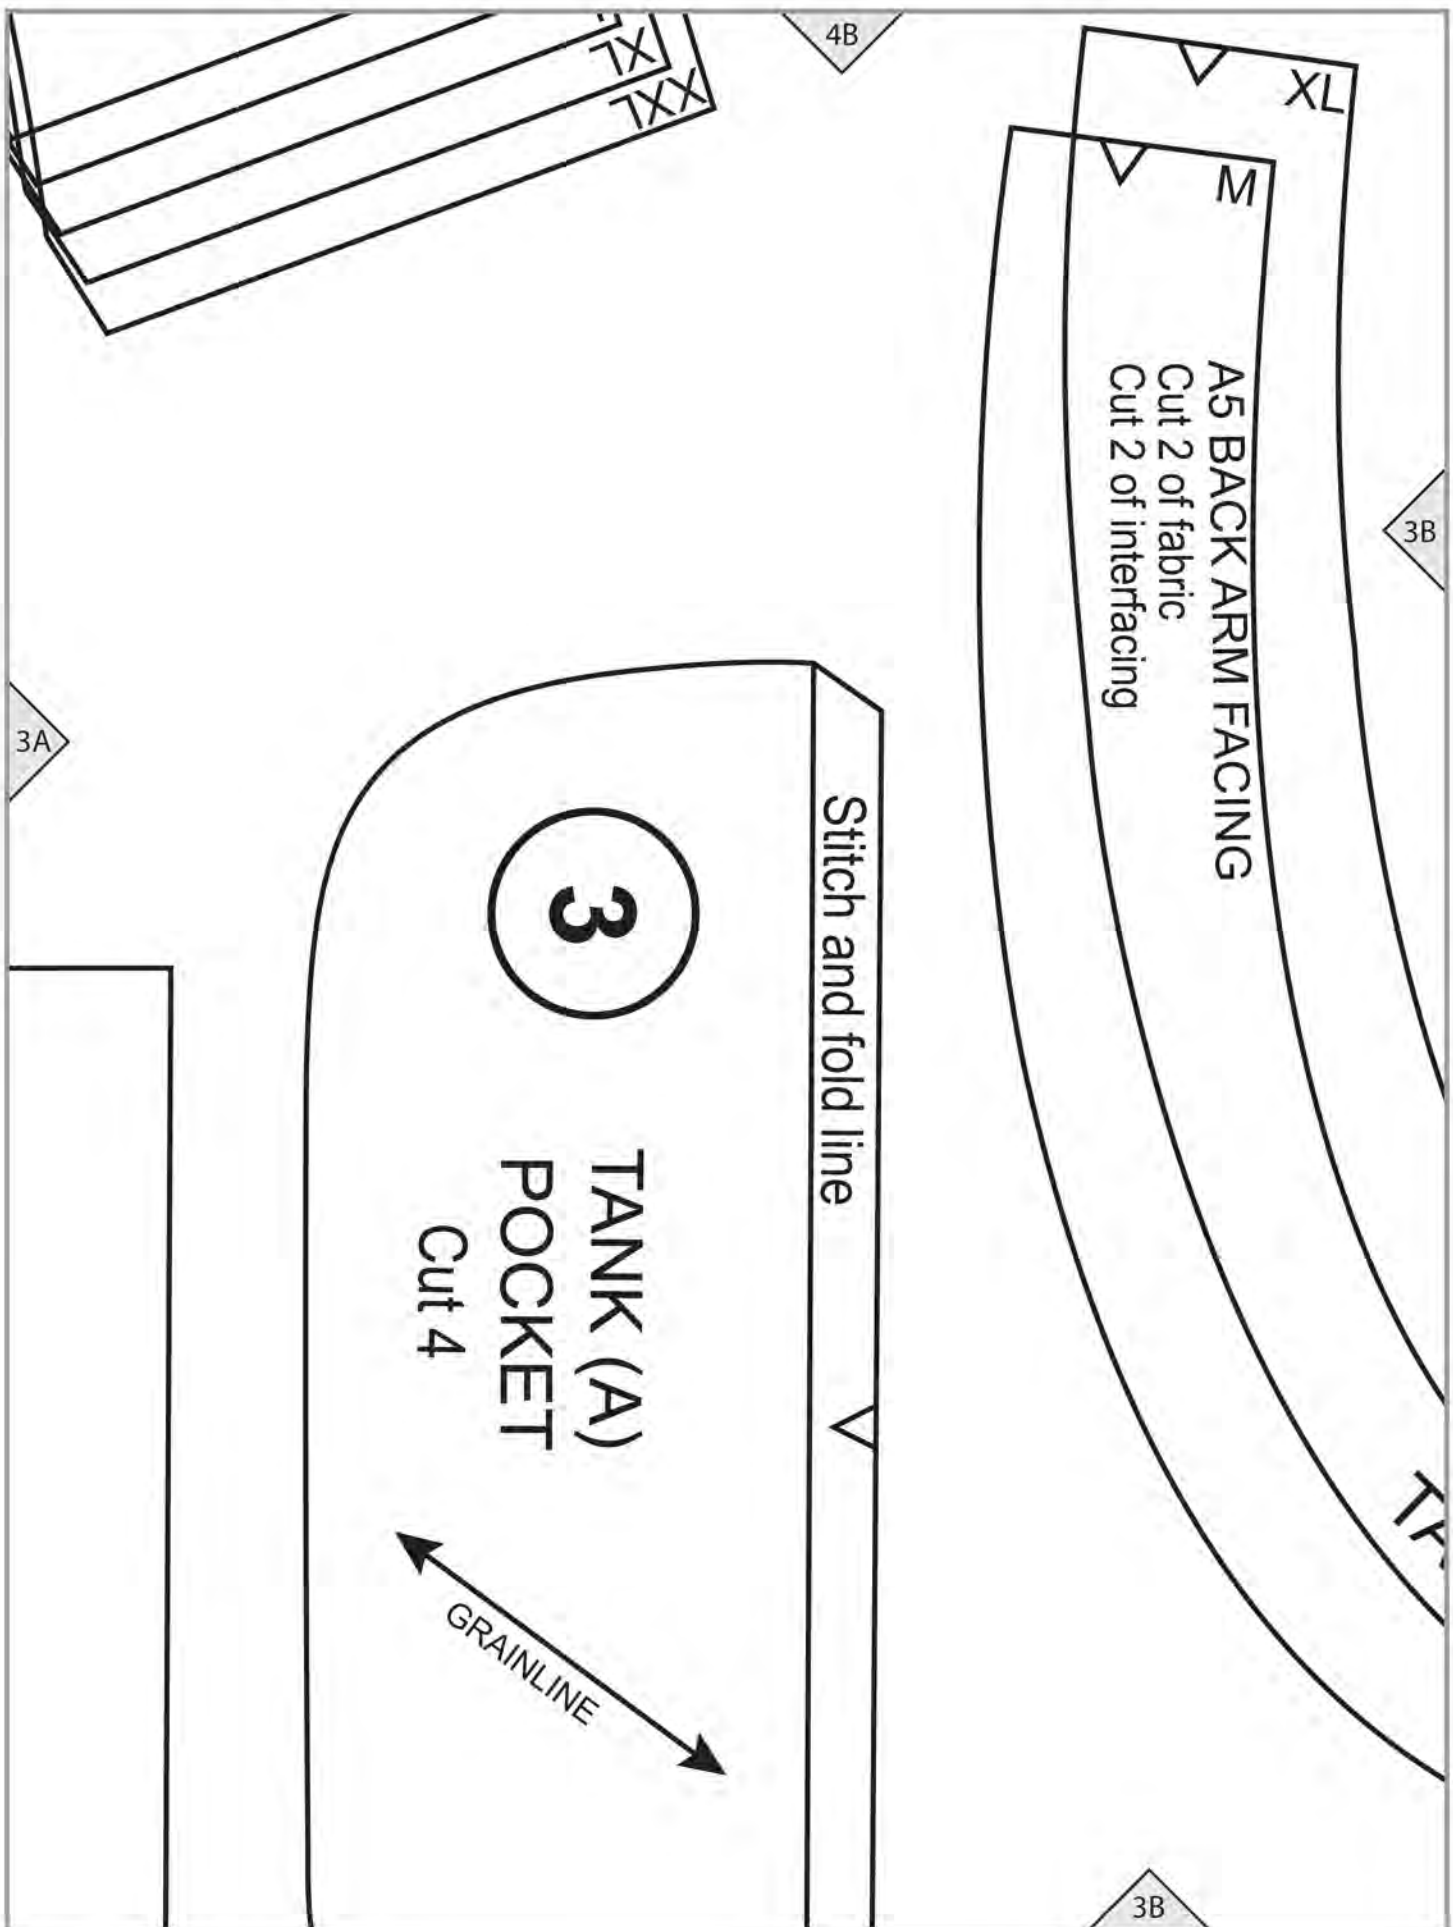 4B
XL
XXL
XL
M
A5 BACK ARM FACING
Cut 2 of fabric
Cut 2 of interfacing
3B
3A
Stitch and fold line
3
TANK (A)
POCKET
Cut 4
GRAINLINE
TA
3B